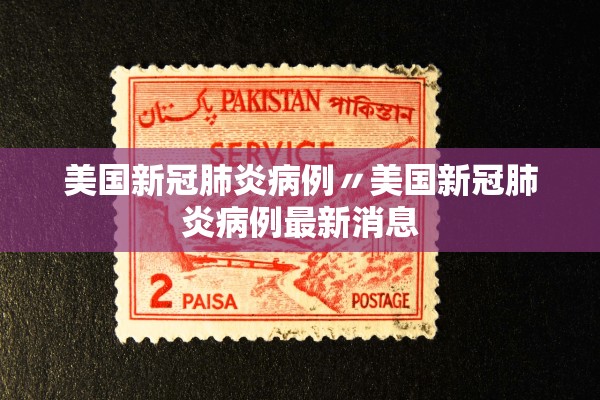 پاکستان PAKISTAN পাকিস্তান
SERVICE
美国新冠肺炎病例〃美国新冠肺
炎病例最新消息
2 PAISA POSTAGE